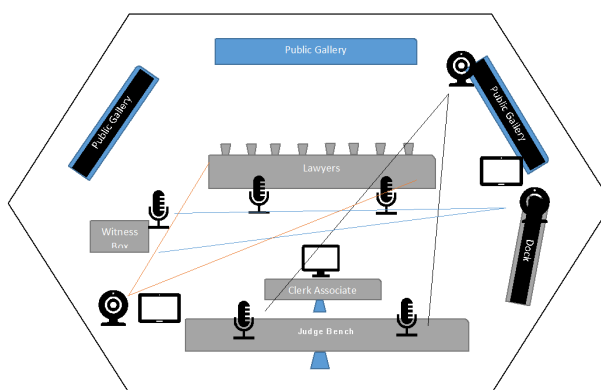 Public Gallery
Public Gallery
Public Gallery
Lawyers
Witness
Box
Dock
Clerk Associate
Judge Bench